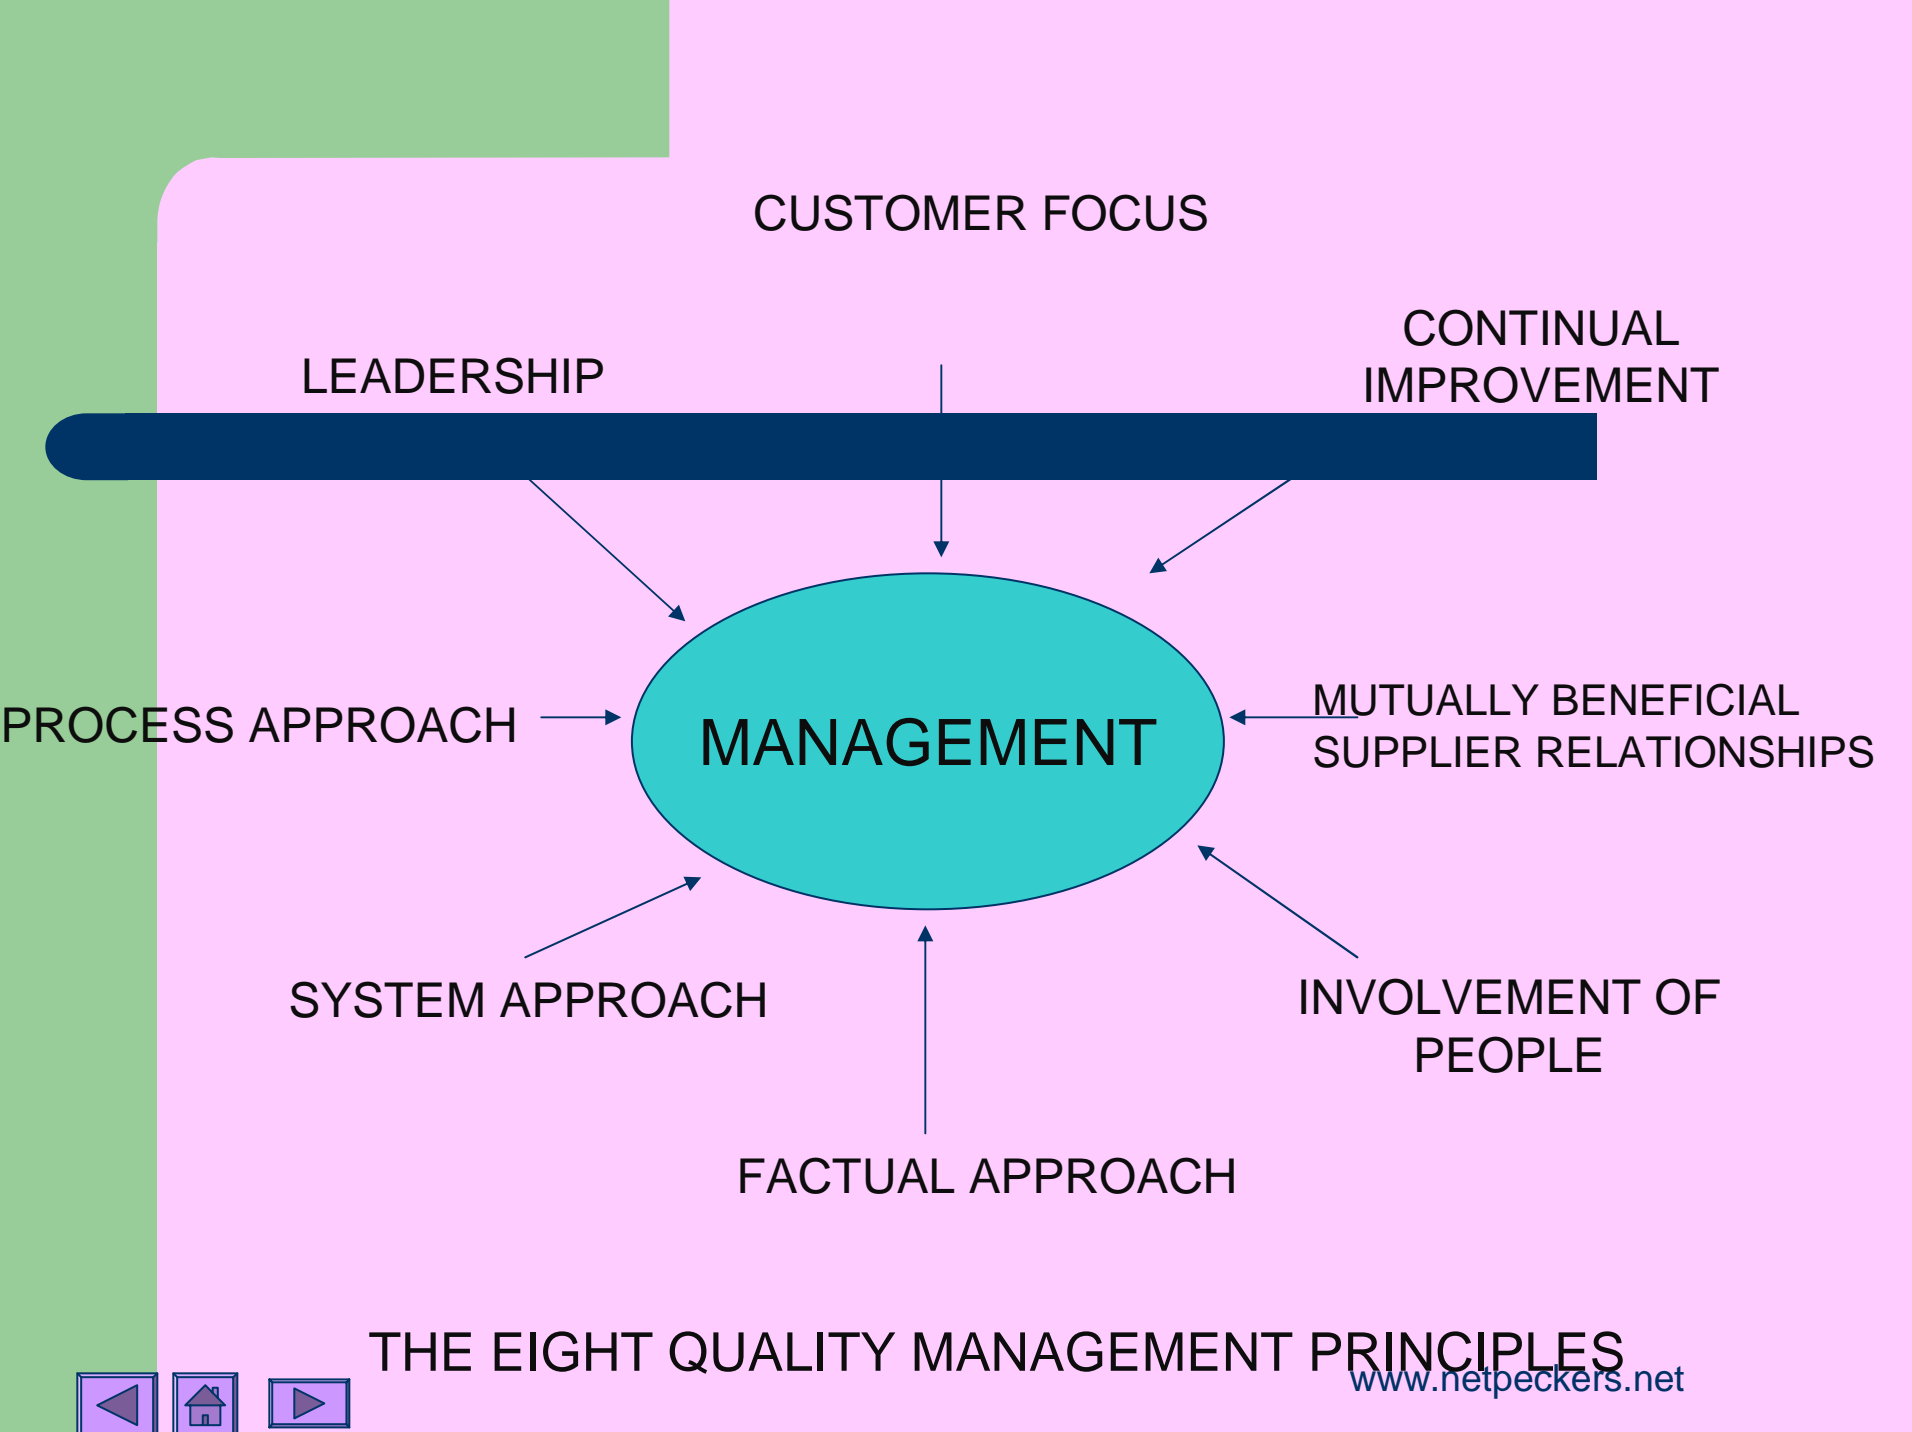 CUSTOMER FOCUS
CONTINUAL
IMPROVEMENT
LEADERSHIP
PROCESS APPROACH
MANAGEMENT
MUTUALLY BENEFICIAL
SUPPLIER RELATIONSHIPS
SYSTEM APPROACH
INVOLVEMENT OF
PEOPLE
FACTUAL APPROACH
THE EIGHT QUALITY MANAGEMENT PRINCIPLES
www.netpeckers.net